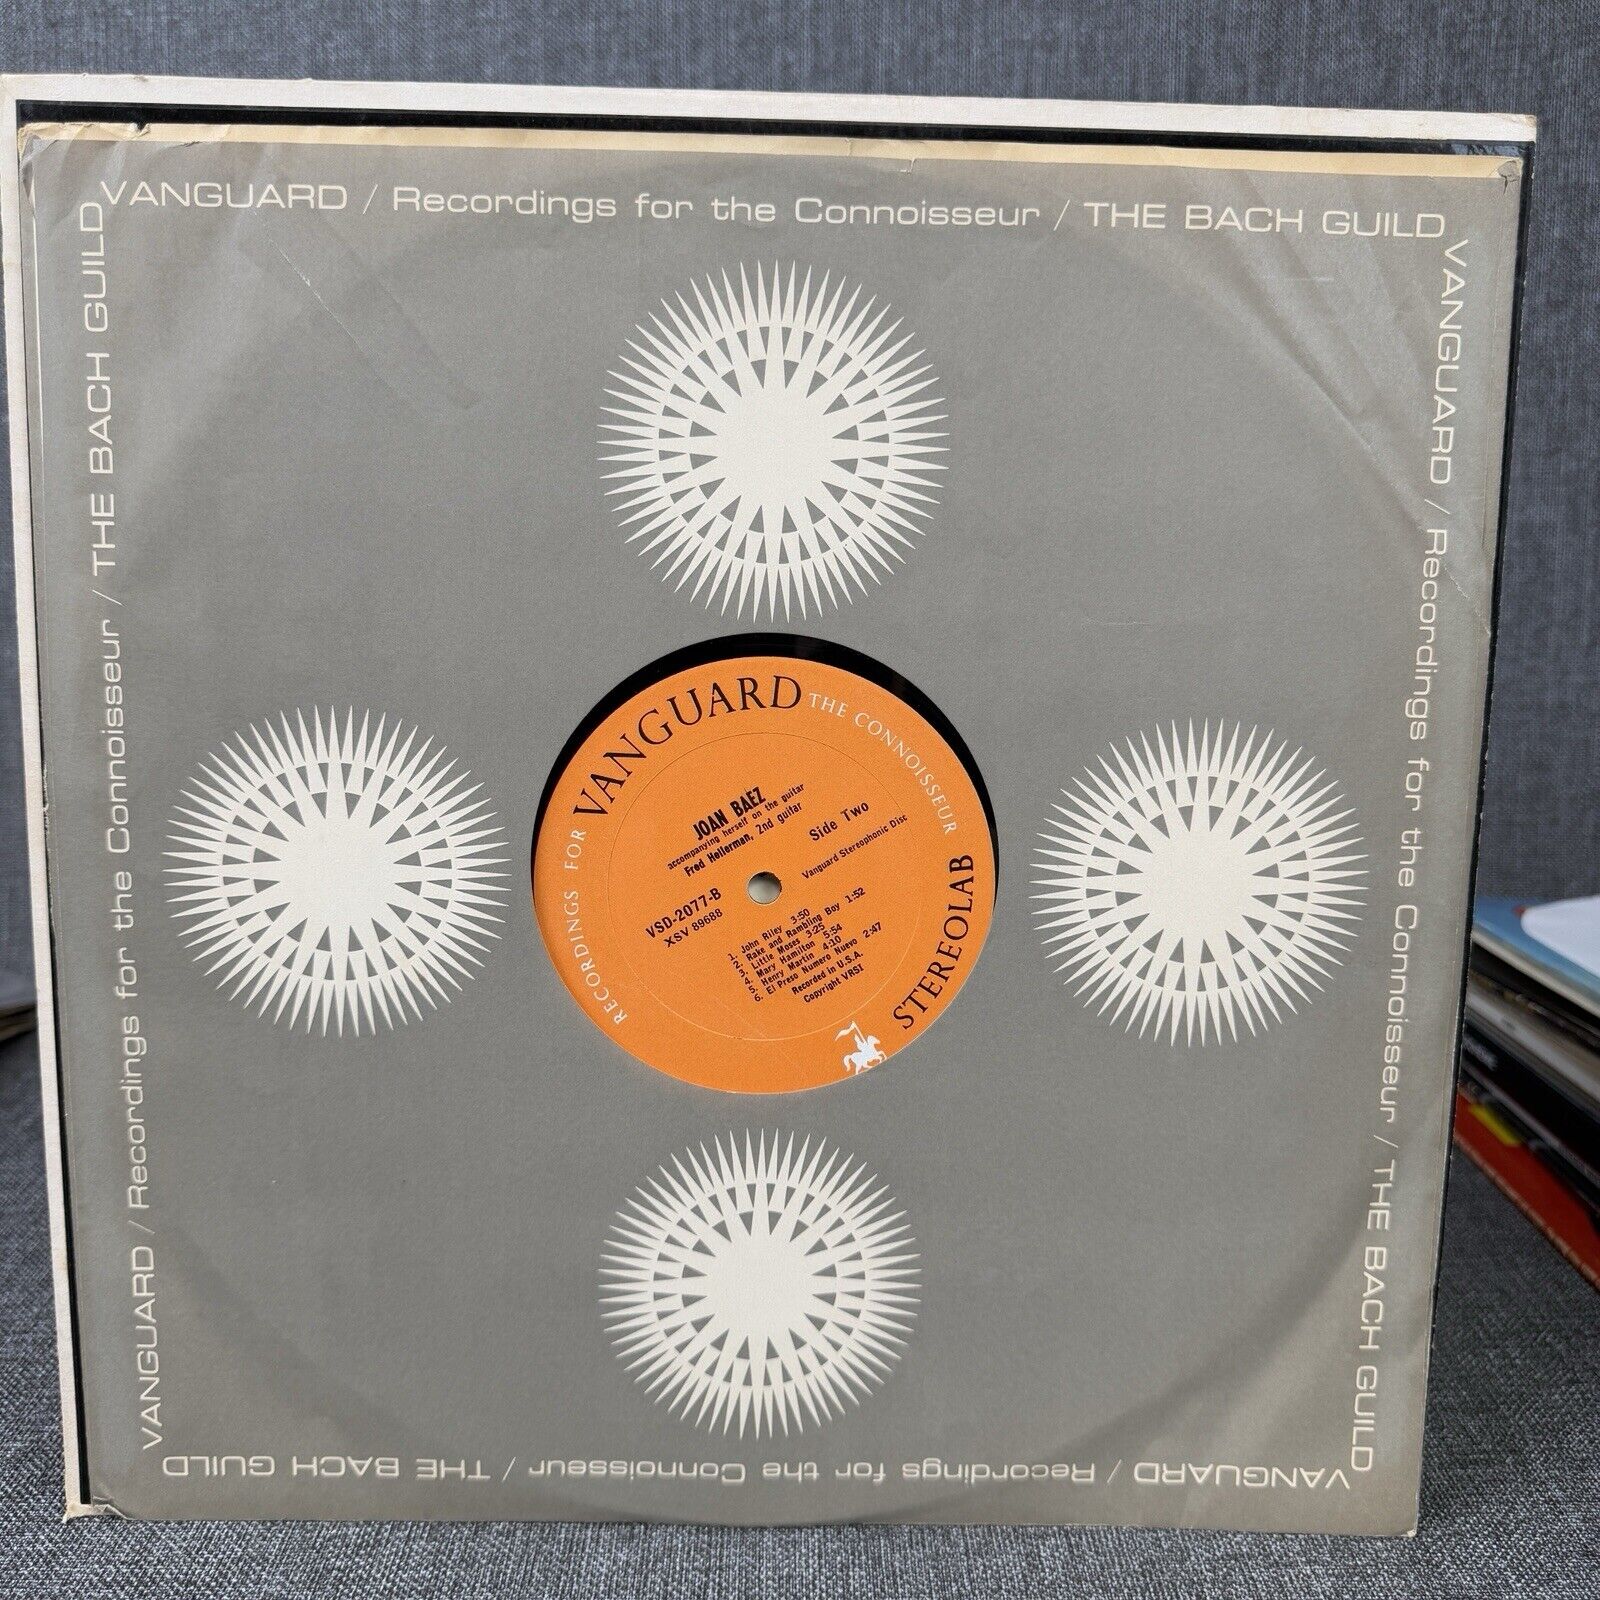 VANGUARD / Recordings for the Connoisseur / THE BACH GUILD
VANGUARD / Recordings for the Connoisseur / THE BACH GUILD
VANGUARD / Recordings for the Connoisseur / THE BACH GUILD
VANGUARD / Recordings for the Connoisseur / THE BACH GUILD
RECORDINGS FOR VANGUARD THE CONNOISSEUR
STEREOLAB
JOAN BAEZ
accompanying herself on the guitar
Fred Hellerman, 2nd guitar
Side Two
VSD-2077-B
XSV 89688
Vanguard Stereophonic Disc
1. John Riley 3:50
2. Rake and Rambling Boy 1:52
3. Little Moses 3:25
4. Mary Hamilton 5:54
5. Henry Martin 4:10
6. El Preso Numero Nuevo 2:47
Recorded in U.S.A.
Copyright VRSI